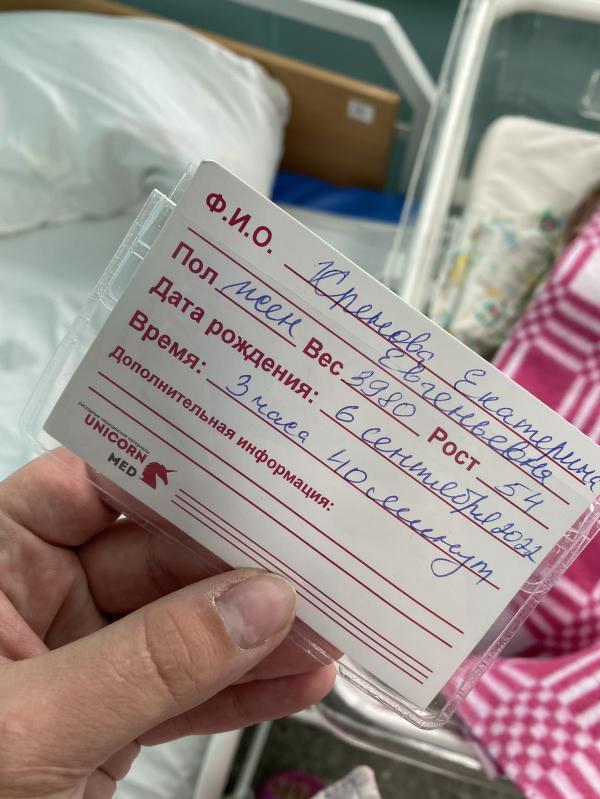 Ф.И.О. Кремова Екатерина
Евгеньевна
Пол жен Вес 3980 Рост 54
Дата рождения: 6 сентября 2022
Время: 3 часа 40 минут
Дополнительная информация:
UNICORN
MED